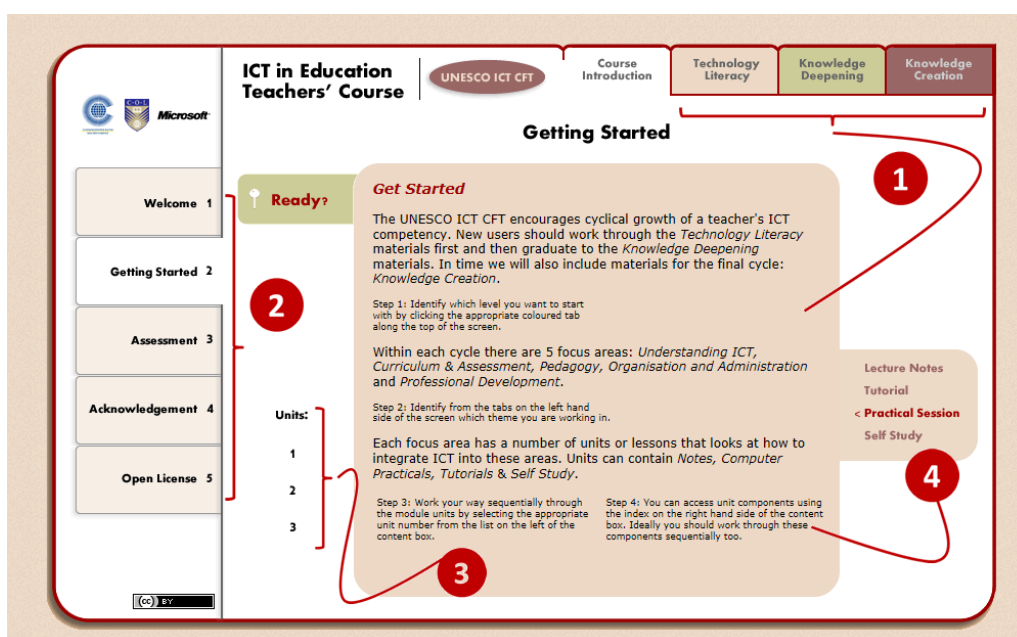 ICT in Education
Teachers' Course
UNESCO ICT CFT
Course
Introduction
Technology
Literacy
Knowledge
Deepening
Knowledge
Creation
C·O·L
Microsoft
Getting Started
1
Welcome 1
Getting Started 2
Assessment 3
Acknowledgement 4
Open License 5
2
Ready?
Get Started
The UNESCO ICT CFT encourages cyclical growth of a teacher's ICT
competency. New users should work through the Technology Literacy
materials first and then graduate to the Knowledge Deepening
materials. In time we will also include materials for the final cycle:
Knowledge Creation.
Step 1: Identify which level you want to start
with by clicking the appropriate coloured tab
along the top of the screen.
Within each cycle there are 5 focus areas: Understanding ICT,
Curriculum & Assessment, Pedagogy, Organisation and Administration
and Professional Development.
Step 2: Identify from the tabs on the left hand
side of the screen which theme you are working in.
Each focus area has a number of units or lessons that looks at how to
integrate ICT into these areas. Units can contain Notes, Computer
Practicals, Tutorials & Self Study.
Step 3: Work your way sequentially through
the module units by selecting the appropriate
unit number from the list on the left of the
content box.
Step 4: You can access unit components using
the index on the right hand side of the content
box. Ideally you should work through these
components sequentially too.
Units:
1
2
3
3
Lecture Notes
Tutorial
< Practical Session
Self Study
4
(cc) BY